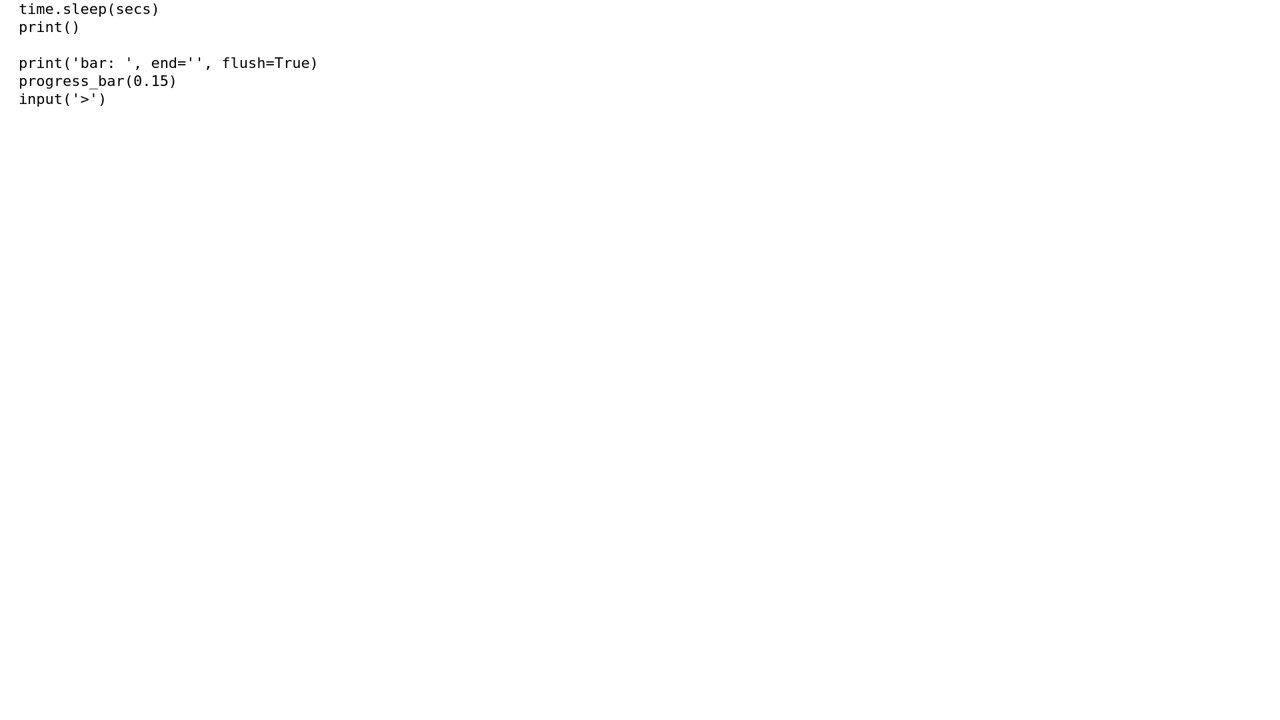 time.sleep(secs)
print()

print('bar: ', end='', flush=True)
progress_bar(0.15)
input('>')